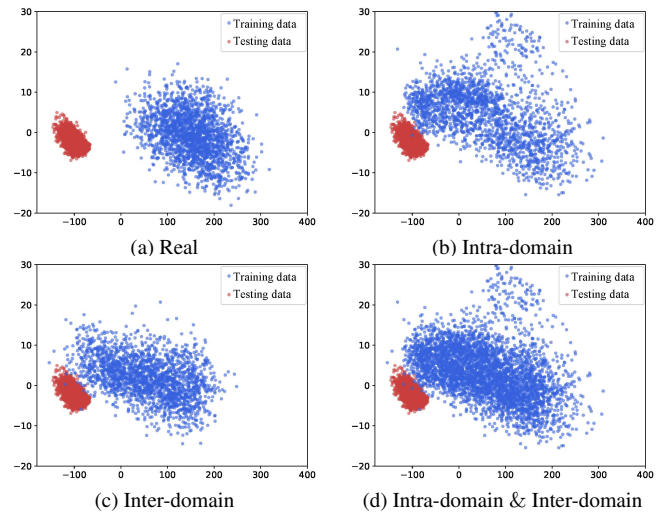 30
20
10
0
−10
−20
−100 0 100 200 300 400
Training data
Testing data
(a) Real
30
20
10
0
−10
−20
−100 0 100 200 300 400
Training data
Testing data
(b) Intra-domain
30
20
10
0
−10
−20
−100 0 100 200 300 400
Training data
Testing data
(c) Inter-domain
30
20
10
0
−10
−20
−100 0 100 200 300 400
Training data
Testing data
(d) Intra-domain & Inter-domain